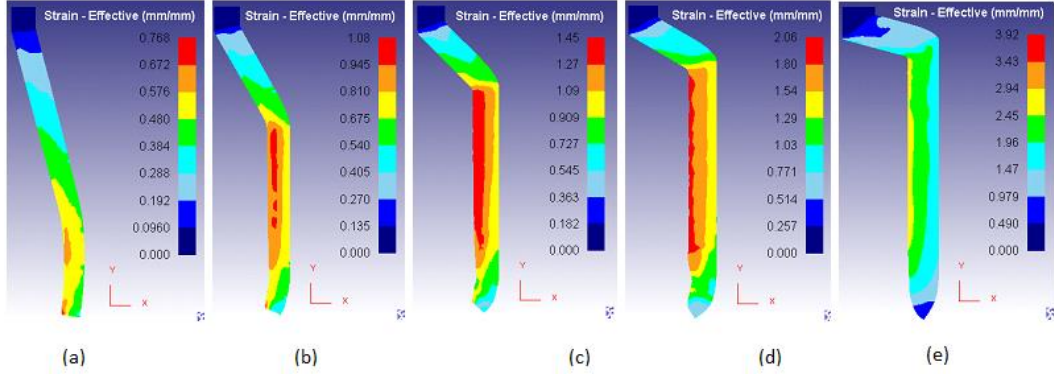 Strain - Effective (mm/mm)
0.768
0.672
0.576
0.480
0.384
0.288
0.192
0.0960
0.000
Y
X
(a)
Strain - Effective (mm/mm)
1.08
0.945
0.810
0.675
0.540
0.405
0.270
0.135
0.000
Y
X
(b)
Strain - Effective (mm/mm)
1.45
1.27
1.09
0.909
0.727
0.545
0.363
0.182
0.000
Y
X
(c)
Strain - Effective (mm/mm)
2.06
1.80
1.54
1.29
1.03
0.771
0.514
0.257
0.000
Y
X
(d)
Strain - Effective (mm/mm)
3.92
3.43
2.94
2.45
1.96
1.47
0.979
0.490
0.000
Y
X
(e)